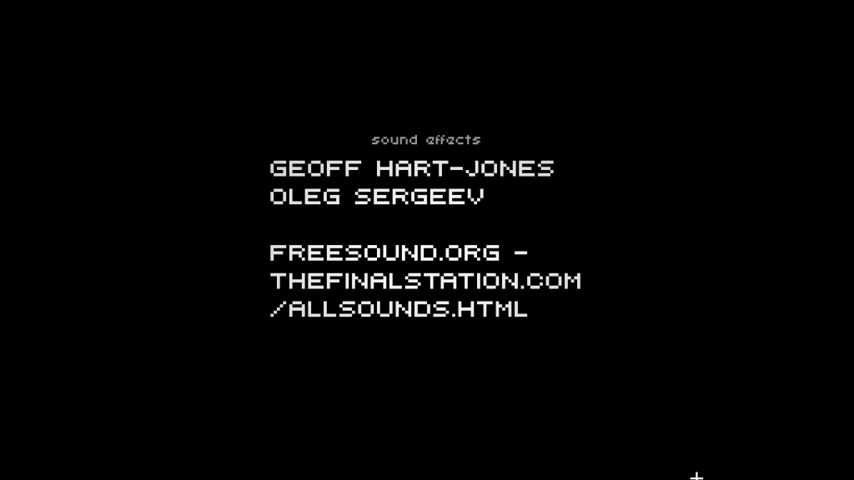 sound effects
GEOFF HART-JONES
OLEG SERGEEV
FREESOUND.ORG -
THEFINALSTATION.COM
/ALLSOUNDS.HTML